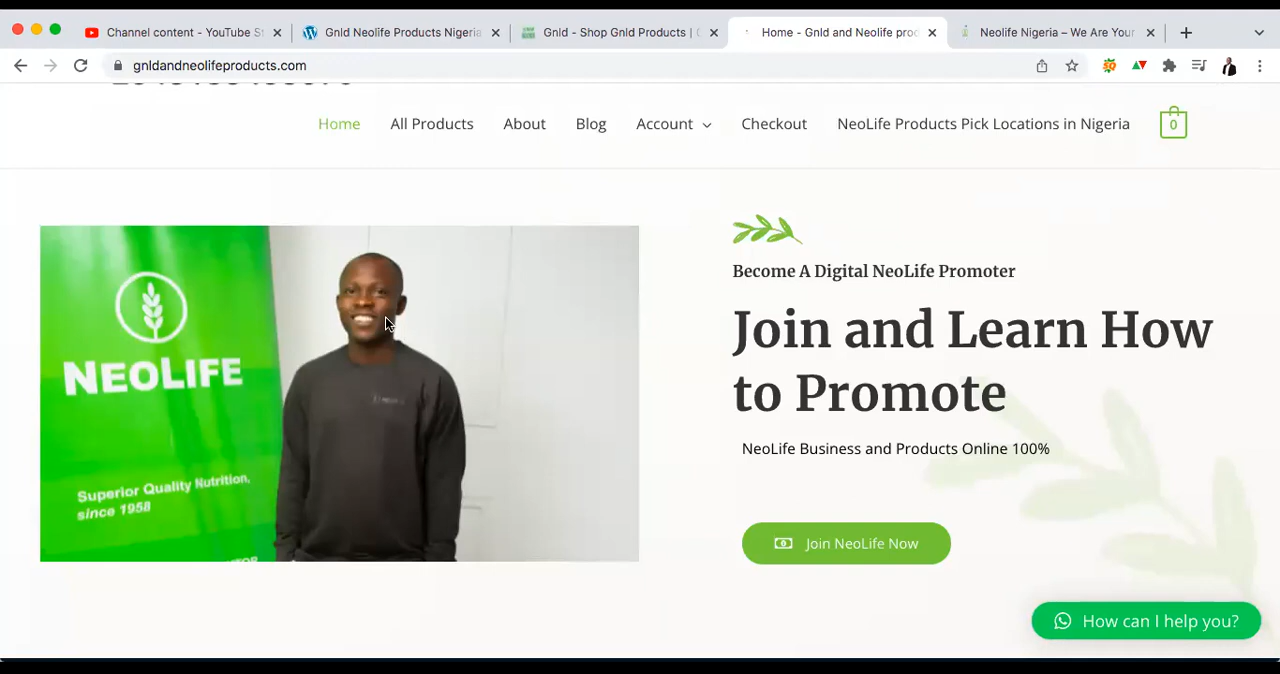 Channel content - YouTube St
Gnld Neolife Products Nigeria
Gnld - Shop Gnld Products |
Home - Gnld and Neolife pro
Neolife Nigeria – We Are Your
gnldandneolifeproducts.com
Home
All Products
About
Blog
Account
Checkout
NeoLife Products Pick Locations in Nigeria
0
NEOLIFE
Superior Quality Nutrition,
since 1958
Become A Digital NeoLife Promoter
Join and Learn How
to Promote
NeoLife Business and Products Online 100%
Join NeoLife Now
How can I help you?